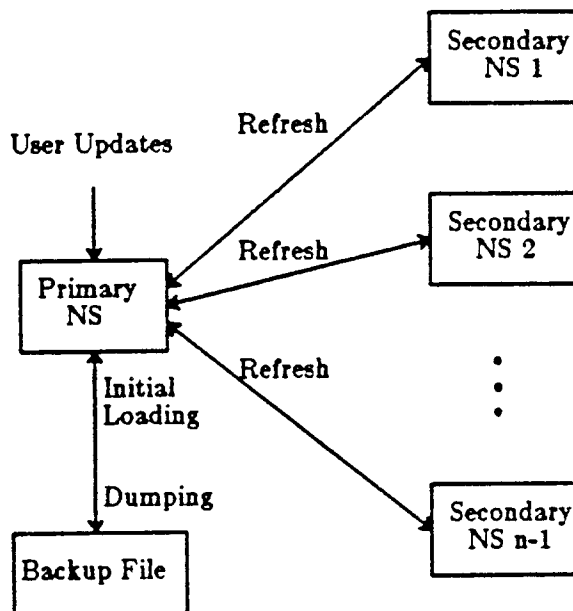 Secondary
NS 1
Refresh
User Updates
Secondary
NS 2
Refresh
Primary
NS
Refresh
Initial
Loading
Dumping
Secondary
NS n-1
Backup File